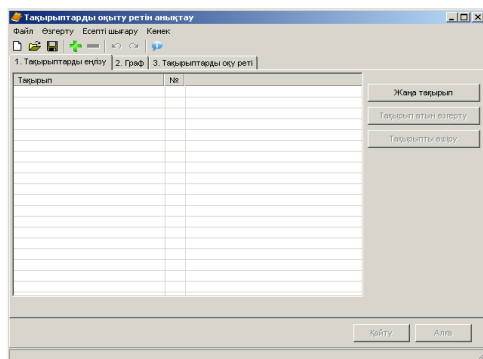 Тақырыптарды оқыту ретін анықтау
Файл Өзгерту Есепті шығару Көмек
1. Тақырыптарды еңгізу 2. Граф 3. Тақырыптарды оқу реті
Тақырып №
Жаңа тақырып
Тақырып атын өзгерту
Тақырыпты өшіру
Қайту Алға